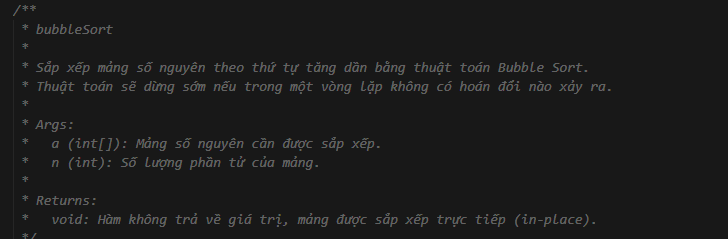 /**
* bubbleSort
*
* Sắp xếp mảng số nguyên theo thứ tự tăng dần bằng thuật toán Bubble Sort.
* Thuật toán sẽ dừng sớm nếu trong một vòng lặp không có hoán đổi nào xảy ra.
*
* Args:
*   a (int[]): Mảng số nguyên cần được sắp xếp.
*   n (int): Số lượng phần tử của mảng.
*
* Returns:
*   void: Hàm không trả về giá trị, mảng được sắp xếp trực tiếp (in-place).
*/